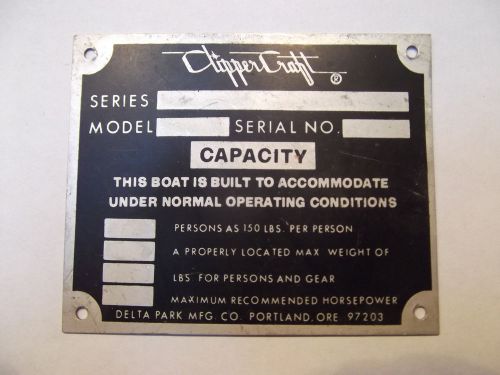 ClipperCraft ®
SERIES
MODEL SERIAL NO.
CAPACITY
THIS BOAT IS BUILT TO ACCOMMODATE
UNDER NORMAL OPERATING CONDITIONS
PERSONS AS 150 LBS. PER PERSON
A PROPERLY LOCATED MAX WEIGHT OF
LBS. FOR PERSONS AND GEAR
MAXIMUM RECOMMENDED HORSEPOWER
DELTA PARK MFG. CO. PORTLAND, ORE 97203